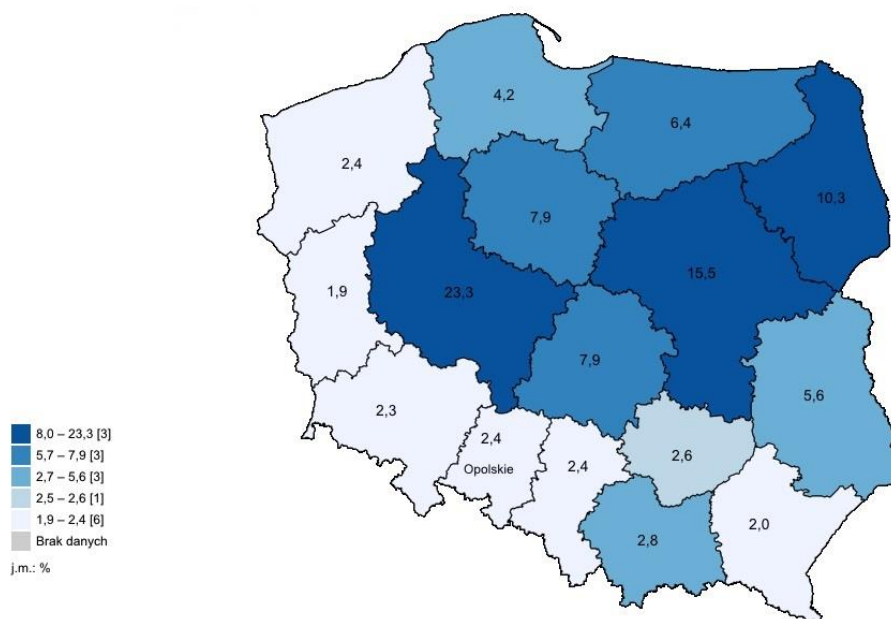 4,2
6,4
2,4
10,3
7,9
15,5
1,9
23,3
7,9
5,6
2,3
2,4
Opolskie
2,4
2,6
2,8
2,0
8,0 – 23,3 [3]
5,7 – 7,9 [3]
2,7 – 5,6 [3]
2,5 – 2,6 [1]
1,9 – 2,4 [6]
Brak danych
j.m.: %